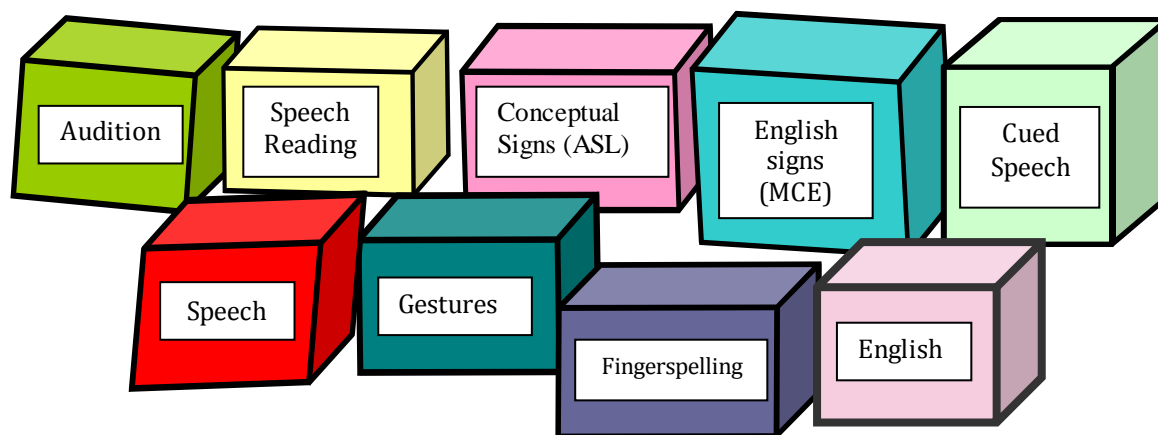 Audition
Speech
Reading
Conceptual
Signs (ASL)
English
signs
(MCE)
Cued
Speech
Speech
Gestures
Fingerspelling
English